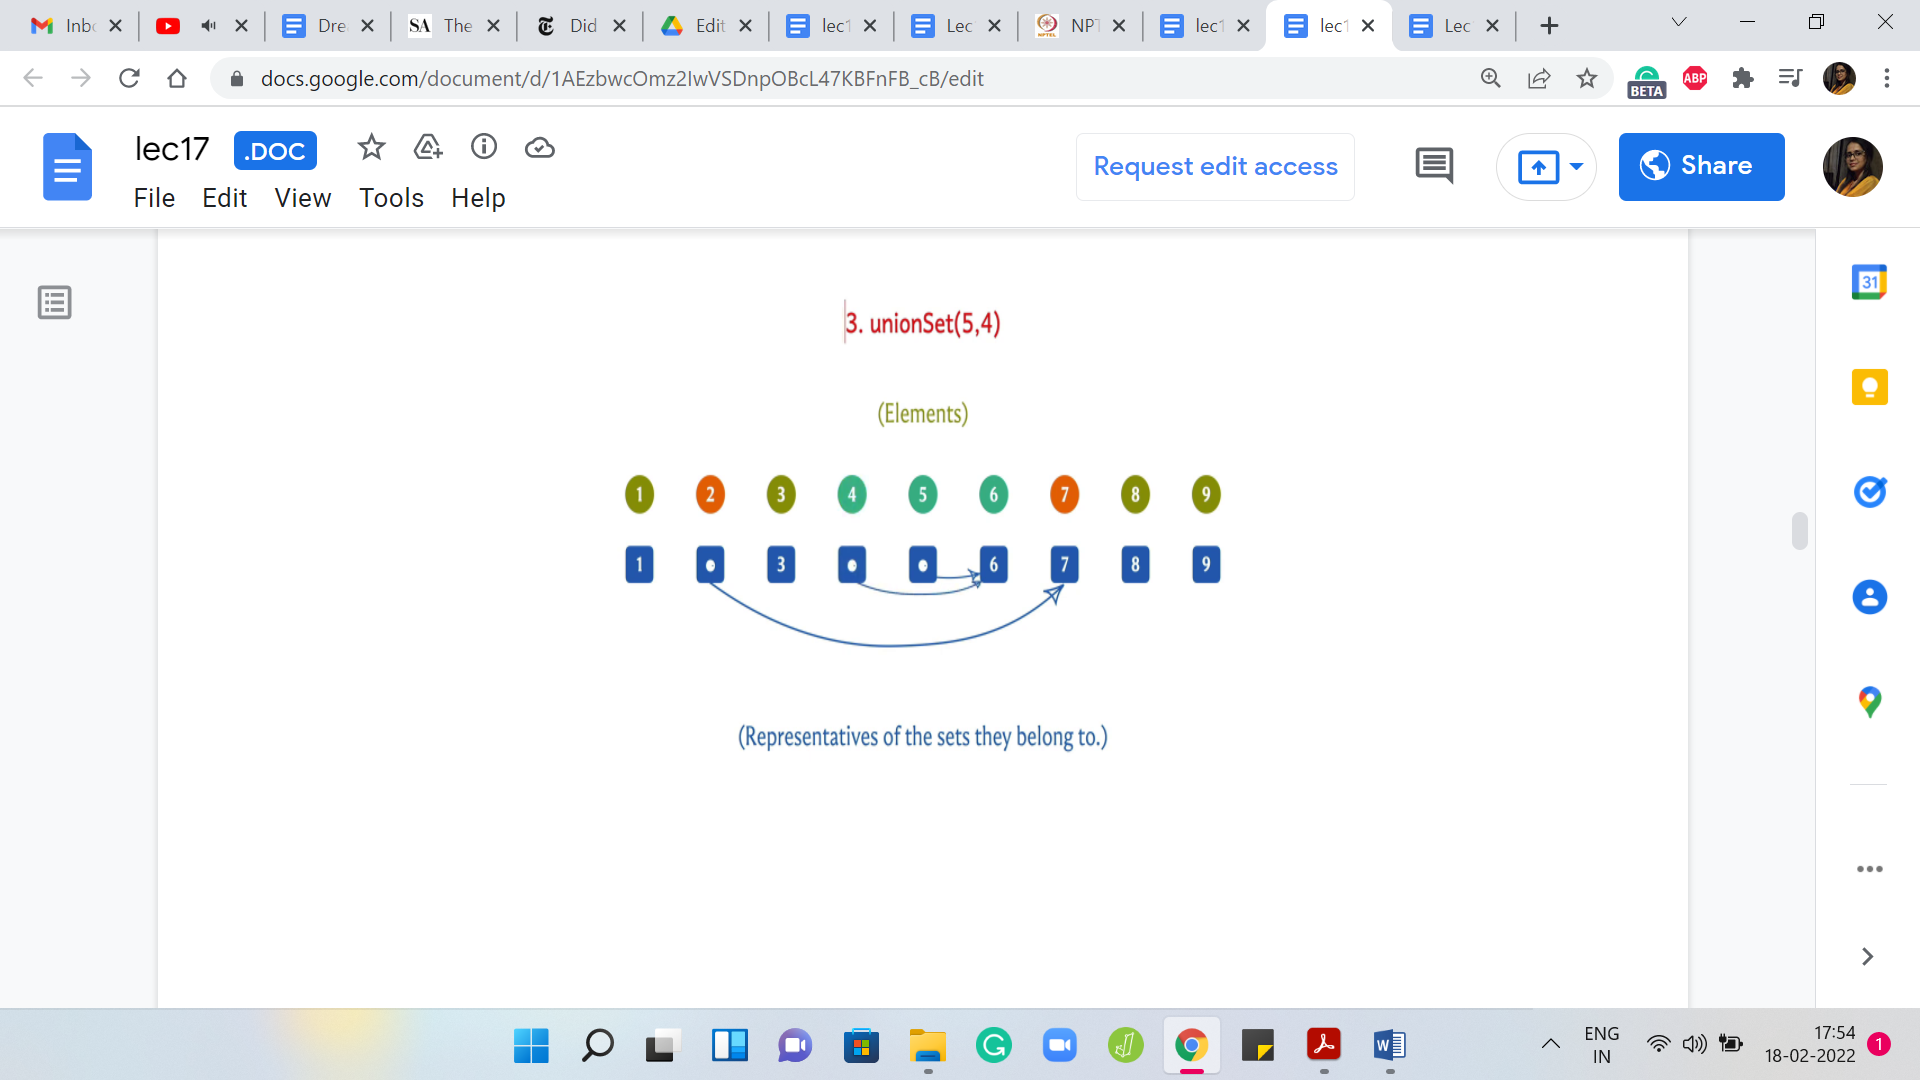 Inb
Dre
SA The
Did
Edit
lec1
Lec
NPT
lec1
lec1
Lec
docs.google.com/document/d/1AEzbwcOmz2IwVSDnpOBcL47KBFnFB_cB/edit
ABP
BETA
lec17 .DOC
Request edit access
Share
File Edit View Tools Help
31
3. unionSet(5,4)
(Elements)
1 2 3 4 5 6 7 8 9
1 3 6 7 8 9
(Representatives of the sets they belong to.)
ENG
IN
17:54
18-02-2022
1